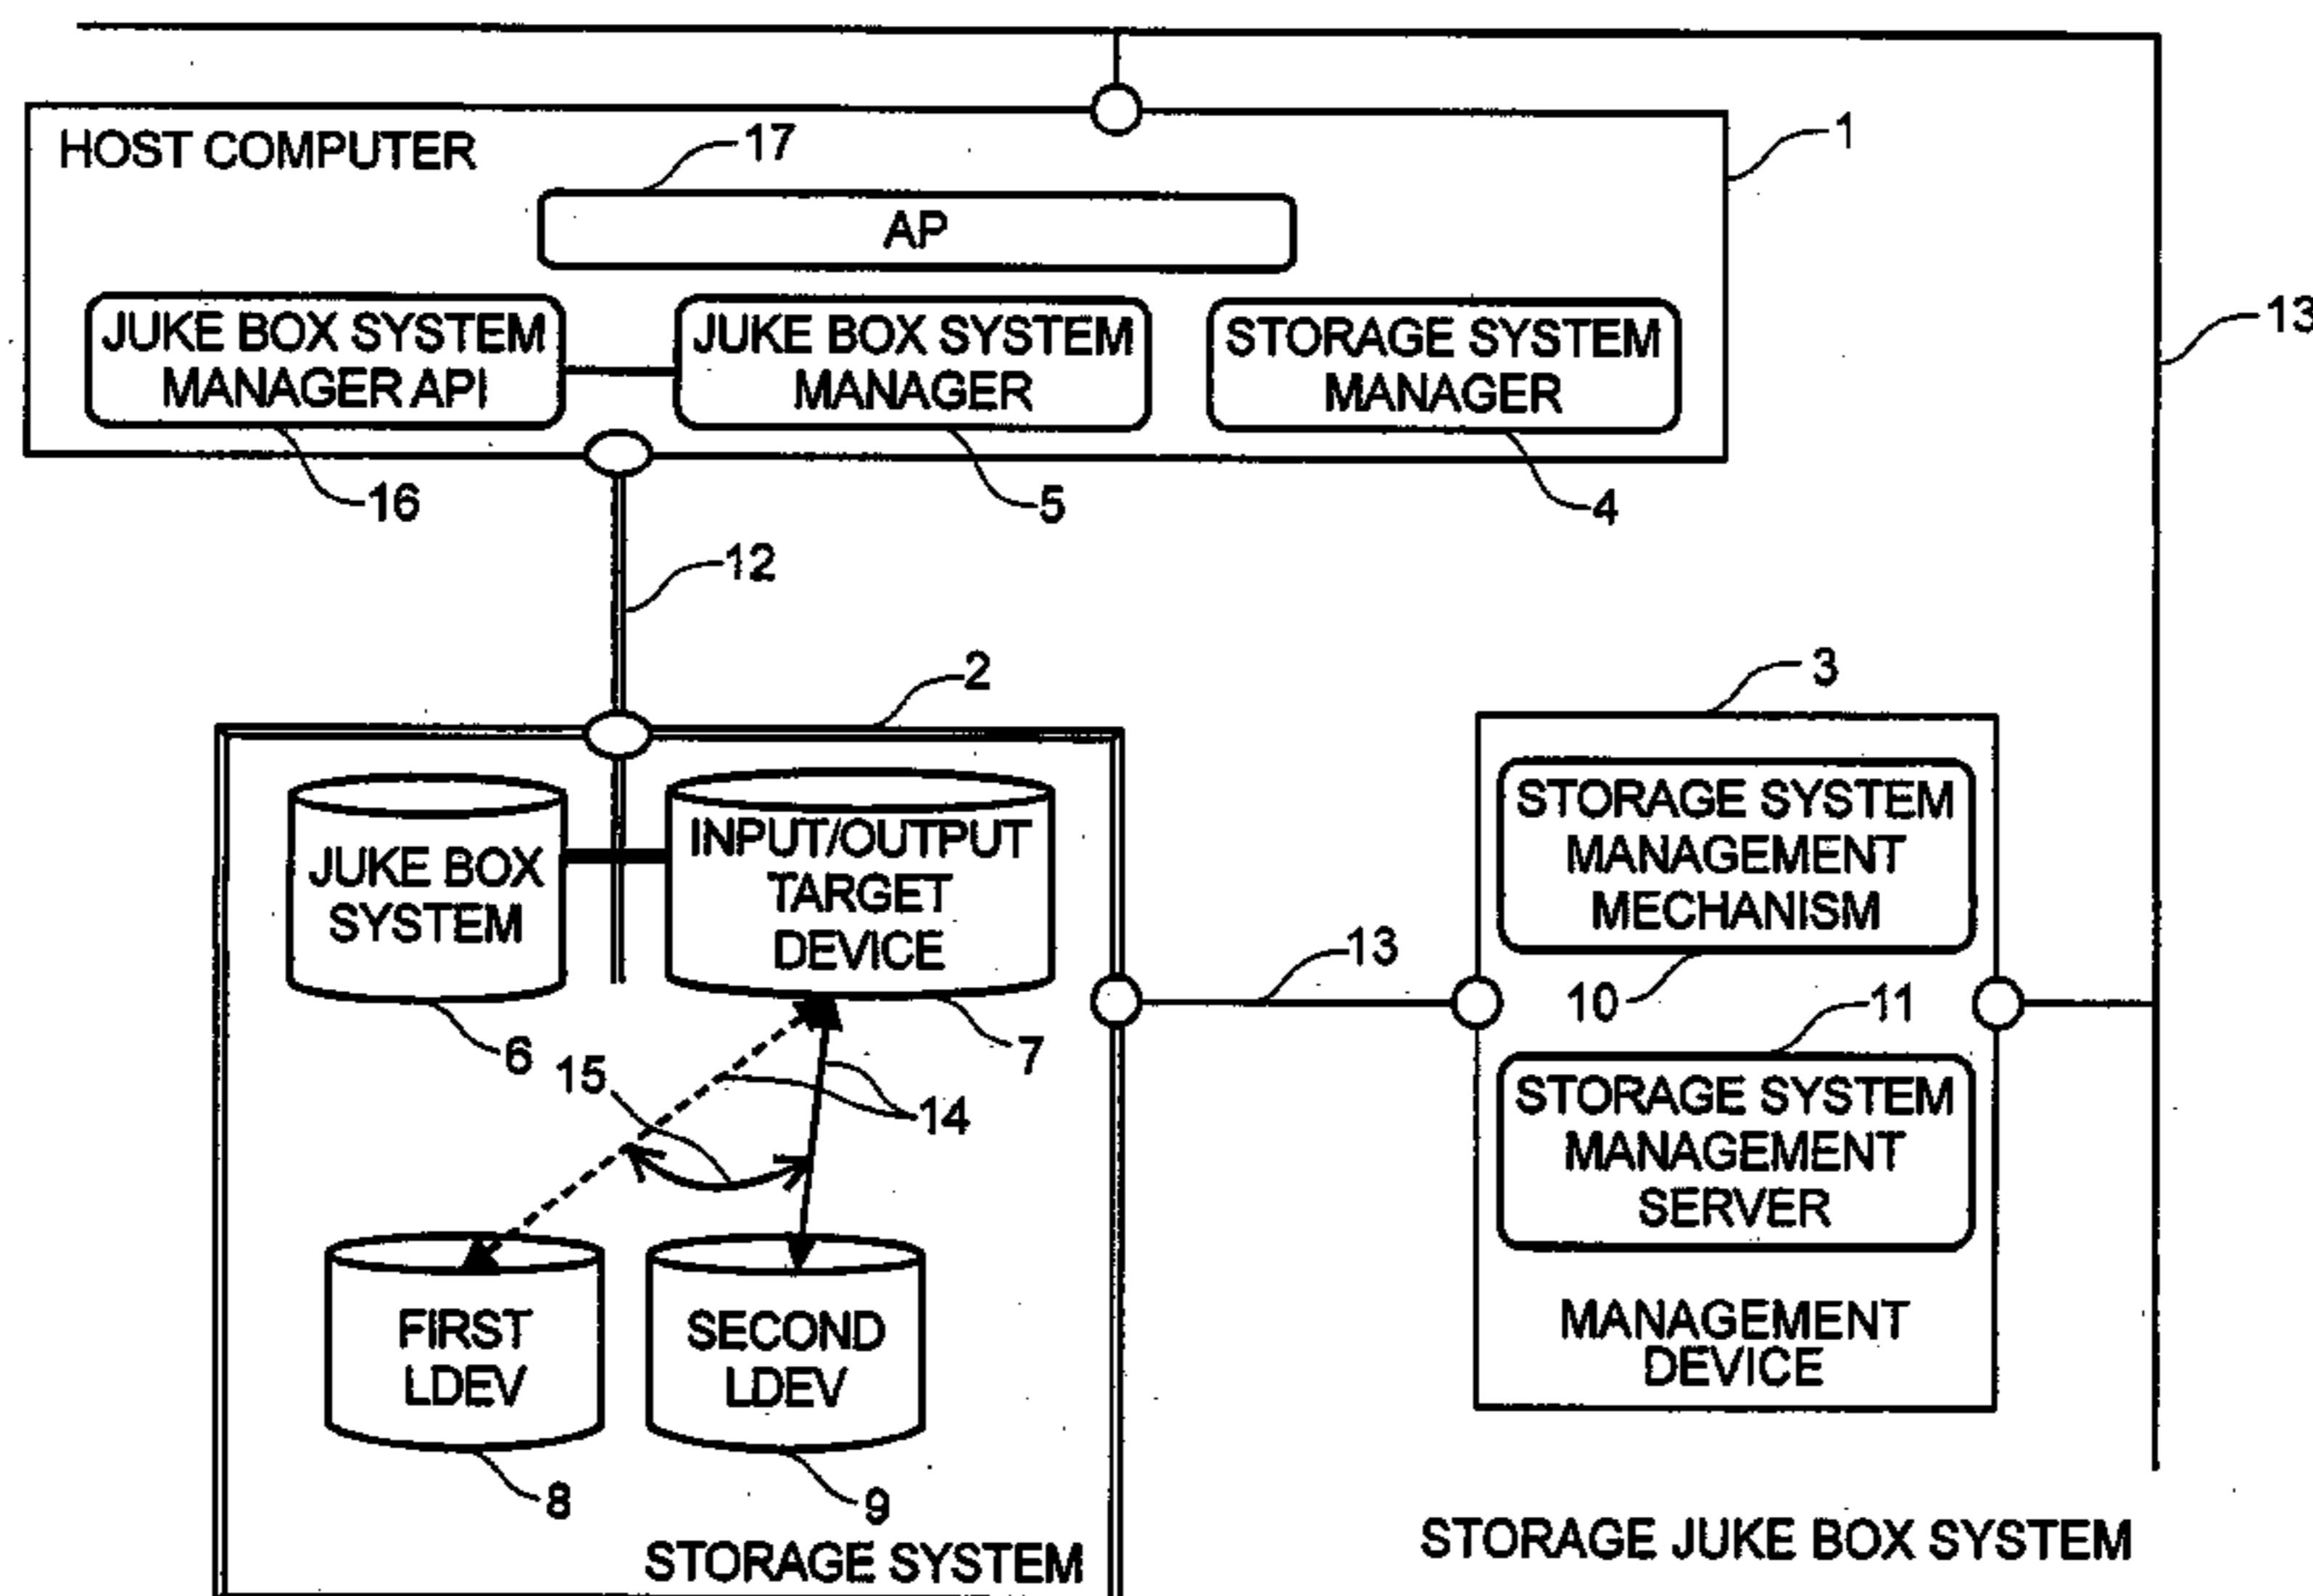 HOST COMPUTER
17
1
AP
JUKE BOX SYSTEM
MANAGER API
JUKE BOX SYSTEM
MANAGER
STORAGE SYSTEM
MANAGER
13
16
5
4
12
2
3
JUKE BOX
SYSTEM
INPUT/OUTPUT
TARGET
DEVICE
STORAGE SYSTEM
MANAGEMENT
MECHANISM
13
10
11
6
15
7
14
STORAGE SYSTEM
MANAGEMENT
SERVER
FIRST
LDEV
SECOND
LDEV
MANAGEMENT
DEVICE
8
9
STORAGE SYSTEM
STORAGE JUKE BOX SYSTEM